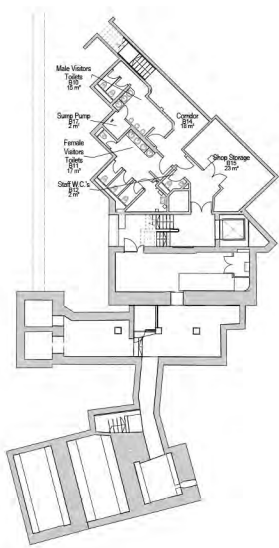 Male Visitors
Toilets
B10
15 m²
Sump Pump
B17
2 m²
Female
Visitors
Toilets
B11
17 m²
Staff W.C.'s
B12
2 m²
Corridor
B14
18 m²
Shop Storage
B15
23 m²